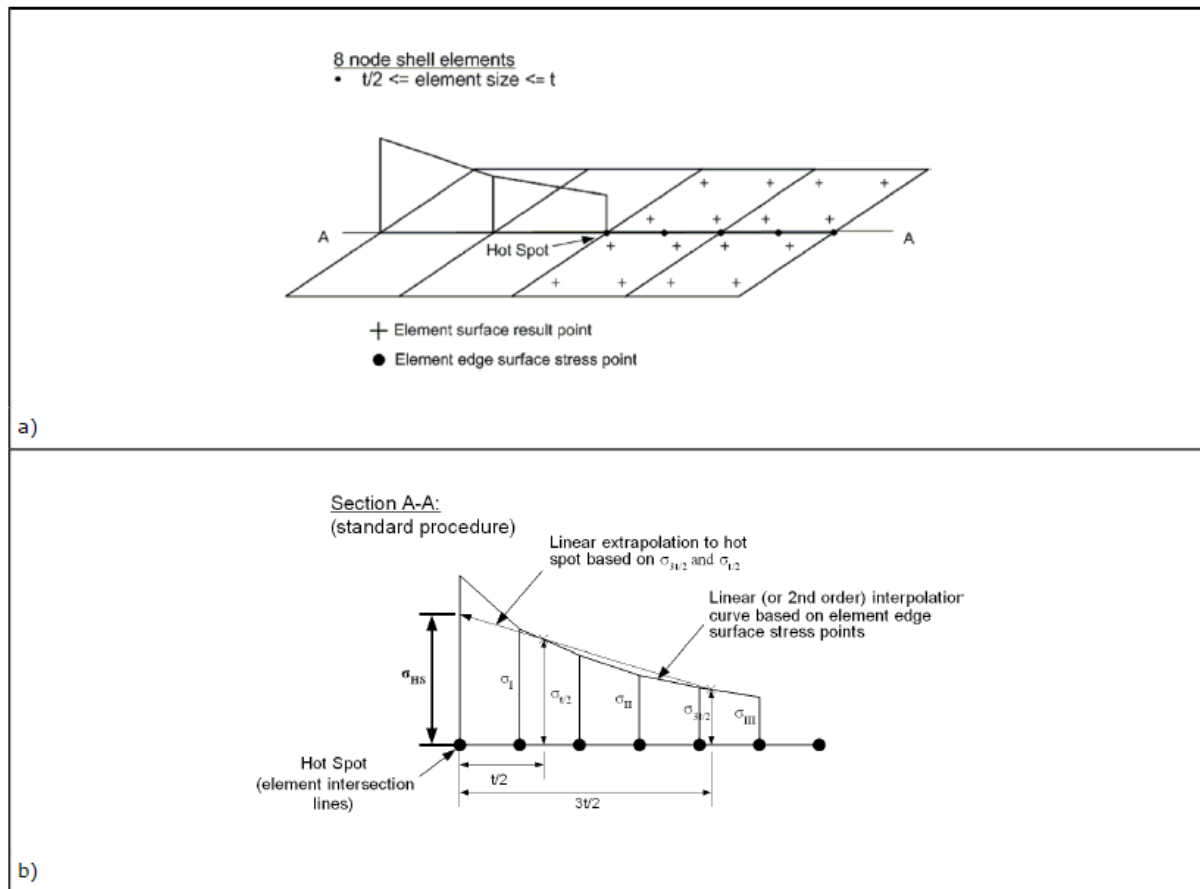 8 node shell elements
• t/2 <= element size <= t
A
Hot Spot
A
+ Element surface result point
● Element edge surface stress point
a)
Section A-A:
(standard procedure)
Linear extrapolation to hot
spot based on σ3t/2 and σt/2
Linear (or 2nd order) interpolation
curve based on element edge
surface stress points
σHS
σI
σt/2
σII
σ3t/2
σIII
Hot Spot
(element intersection
lines)
t/2
3t/2
b)